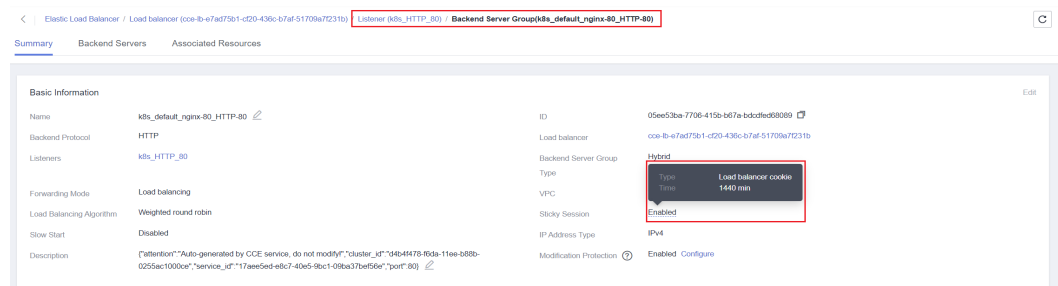 Elastic Load Balancer / Load balancer (cce-lb-e7ad75b1-cf20-436c-b7af-51709a7f231b) / Listener (k8s_HTTP_80) / Backend Server Group(k8s_default_nginx-80_HTTP-80)
Summary Backend Servers Associated Resources
Basic Information Edit
Name k8s_default_nginx-80_HTTP-80 ID 05ee53ba-7706-415b-b67a-bdcdfed68089
Backend Protocol HTTP Load balancer cce-lb-e7ad75b1-cf20-436c-b7af-51709a7f231b
Listeners k8s_HTTP_80 Backend Server Group Hybrid
Type
Type Load balancer cookie
Time 1440 min
Forwarding Mode Load balancing VPC
Load Balancing Algorithm Weighted round robin Sticky Session Enabled
Slow Start Disabled IP Address Type IPv4
Description {"attention":"Auto-generated by CCE service, do not modify!","cluster_id":"d4b4f478-f6da-11ee-b88b- Modification Protection Enabled Configure
0255ac1000ce","service_id":"17aee5ed-e8c7-40e5-9bc1-09ba37bef56e","port":80}